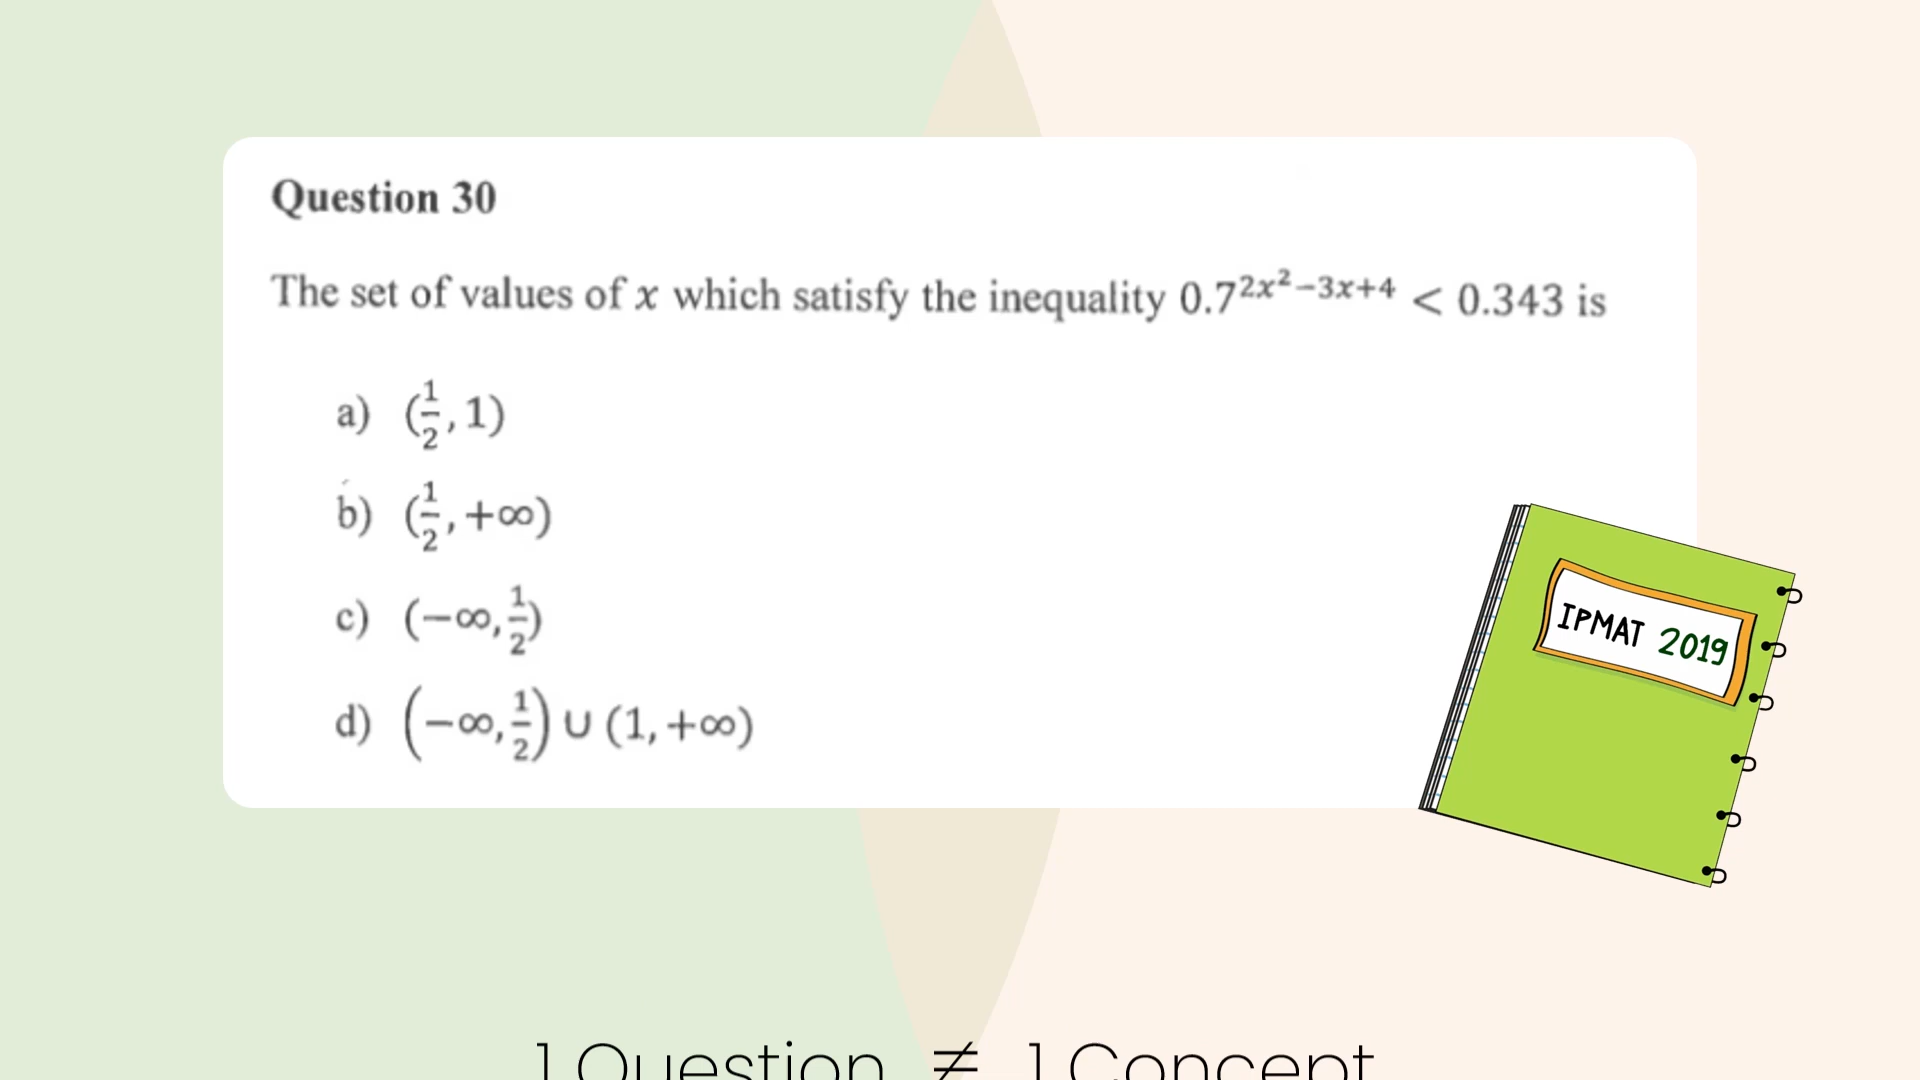 Question 30
The set of values of x which satisfy the inequality 0.7^{2x²−3x+4} < 0.343 is
a) (1/2, 1)
b) (1/2, +∞)
c) (−∞, 1/2)
d) (−∞, 1/2) ∪ (1, +∞)
IPMAT 2019
1 Question ≠ 1 Concept